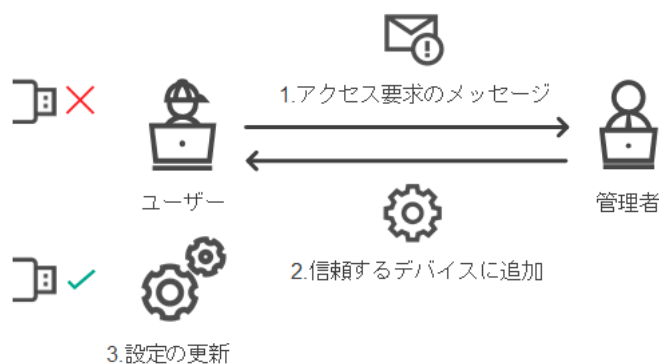 1.アクセス要求のメッセージ
ユーザー
管理者
2.信頼するデバイスに追加
3.設定の更新